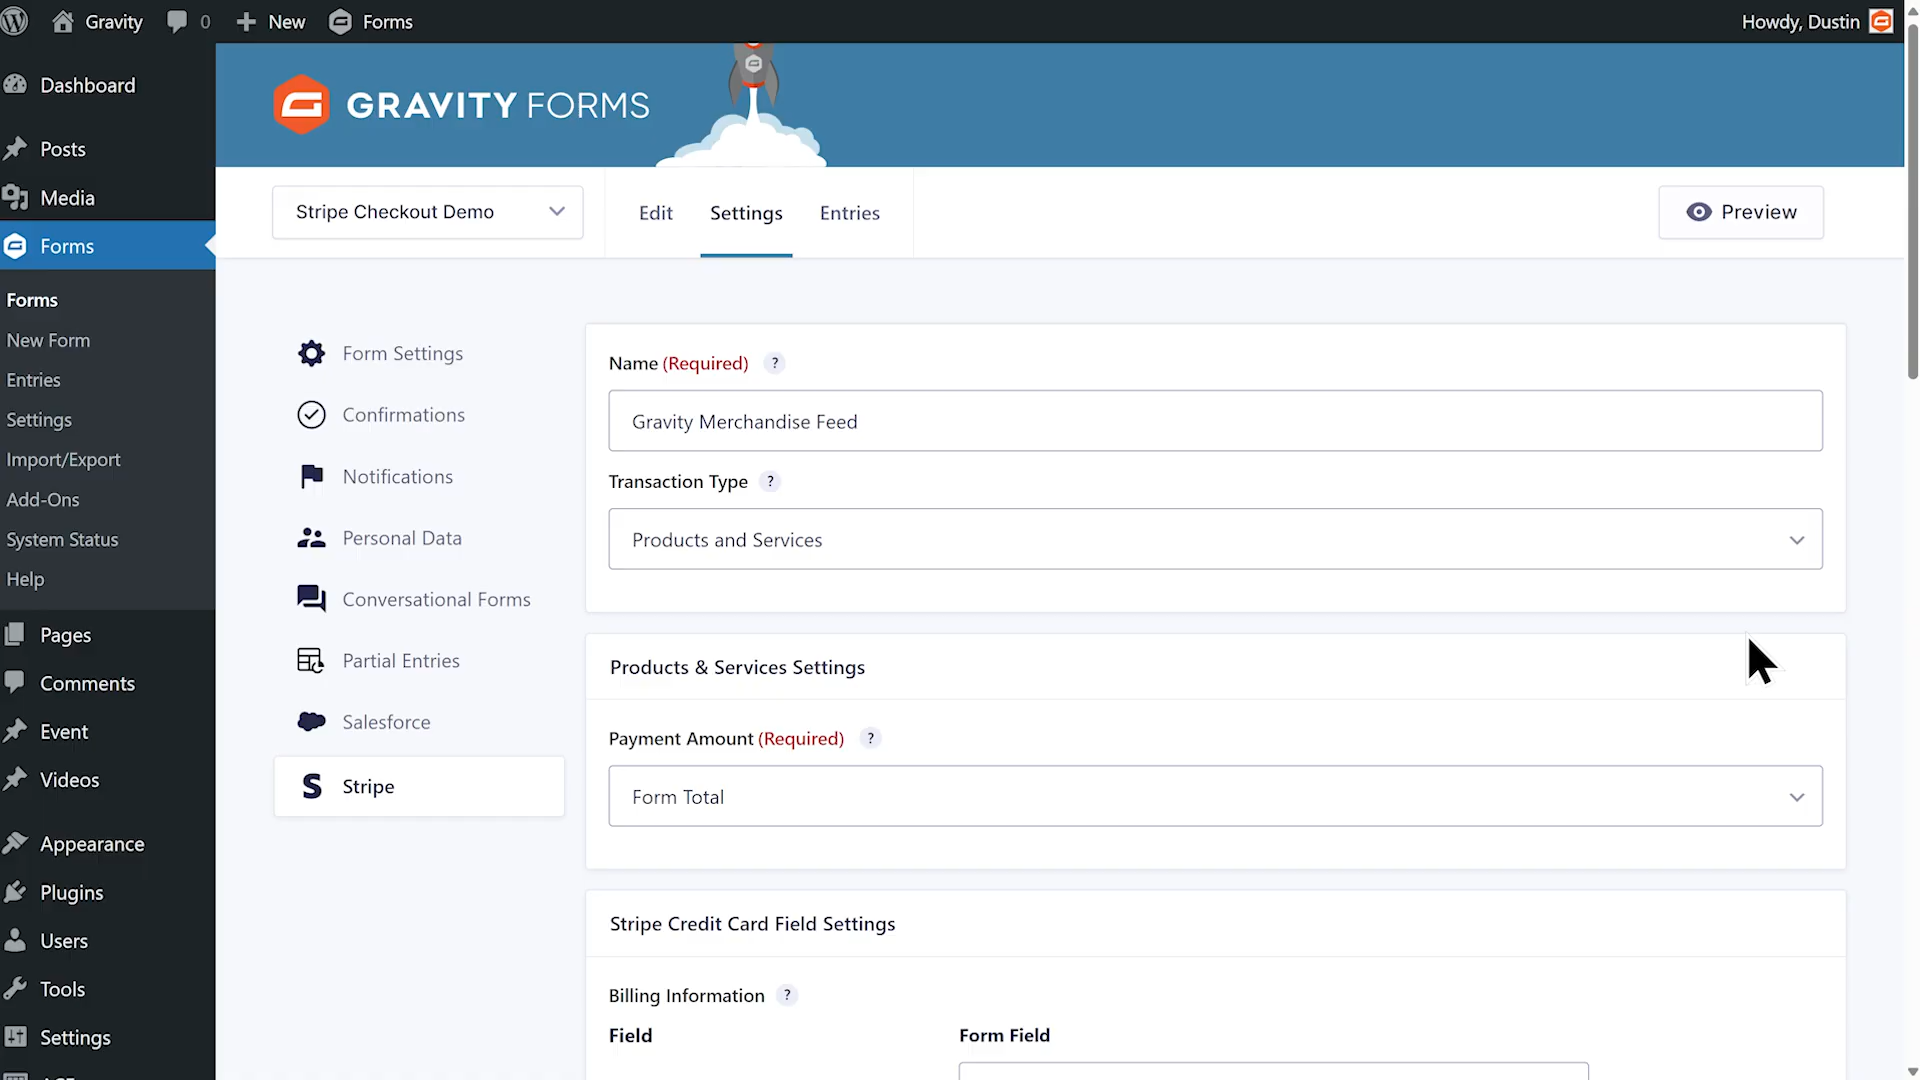 Gravity
0
New
Forms
Howdy, Dustin
Dashboard
Posts
Media
Forms
Forms
New Form
Entries
Settings
Import/Export
Add-Ons
System Status
Help
Pages
Comments
Event
Videos
Appearance
Plugins
Users
Tools
Settings
GRAVITY FORMS
Stripe Checkout Demo
Edit
Settings
Entries
Preview
Form Settings
Confirmations
Notifications
Personal Data
Conversational Forms
Partial Entries
Salesforce
Stripe
Name (Required) ?
Gravity Merchandise Feed
Transaction Type ?
Products and Services
Products & Services Settings
Payment Amount (Required) ?
Form Total
Stripe Credit Card Field Settings
Billing Information ?
Field
Form Field